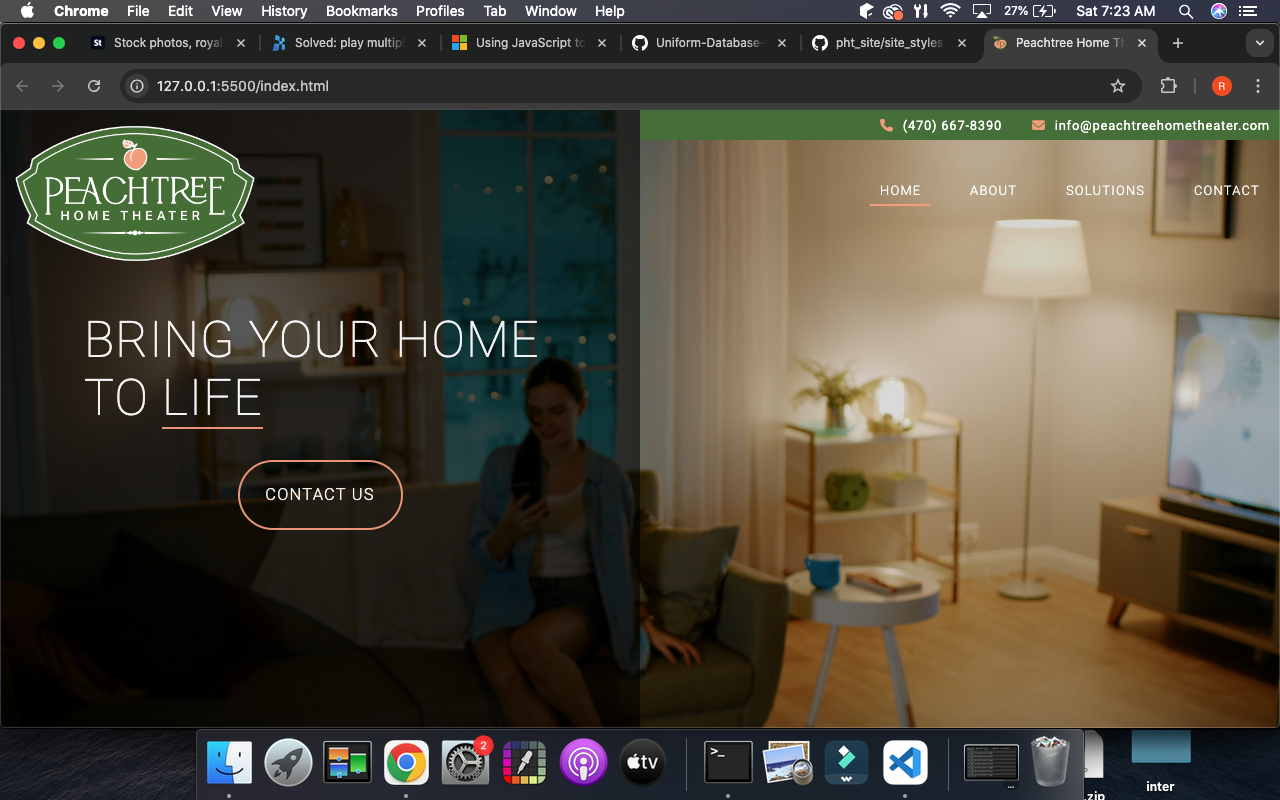 Chrome File Edit View History Bookmarks Profiles Tab Window Help 27% Sat 7:23 AM
St Stock photos, royal Solved: play multipl Using JavaScript to Uniform-Database- pht_site/site_styles Peachtree Home Th
127.0.0.1:5500/index.html R
(470) 667-8390 info@peachtreehometheater.com
HOME ABOUT SOLUTIONS CONTACT
PEACHTREE
HOME THEATER
BRING YOUR HOME
TO LIFE
CONTACT US
2
tv
>_
.zip
inter